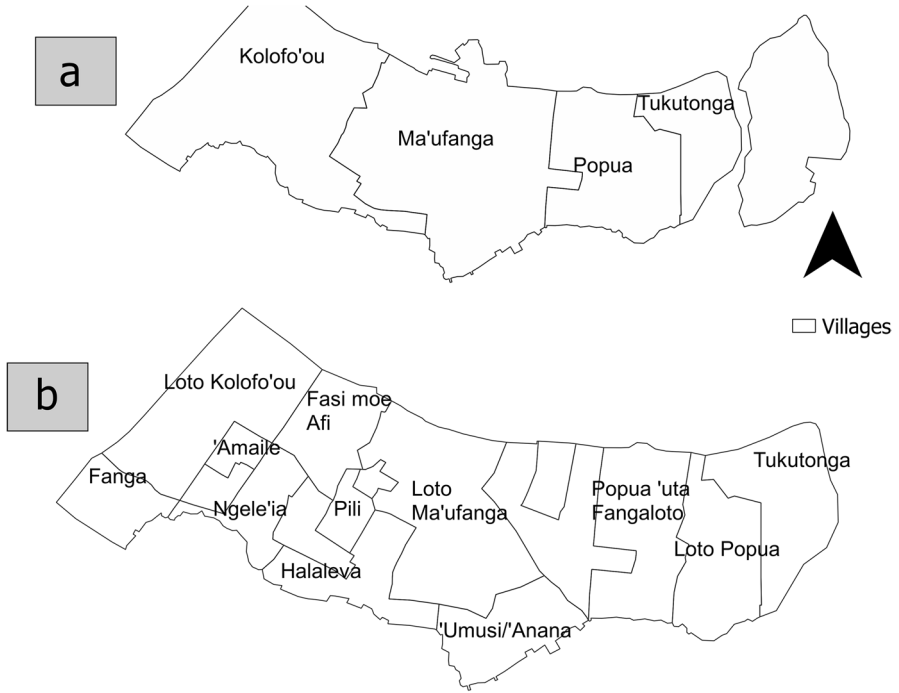 a
Kolofo'ou
Ma'ufanga
Popua
Tukutonga
Villages
b
Loto Kolofo'ou
Fasi moe
Afi
'Amaile
Fanga
Ngele'ia
Pili
Halaleva
Loto
Ma'ufanga
'Umusi/'Anana
Popua 'uta
Fangaloto
Loto Popua
Tukutonga